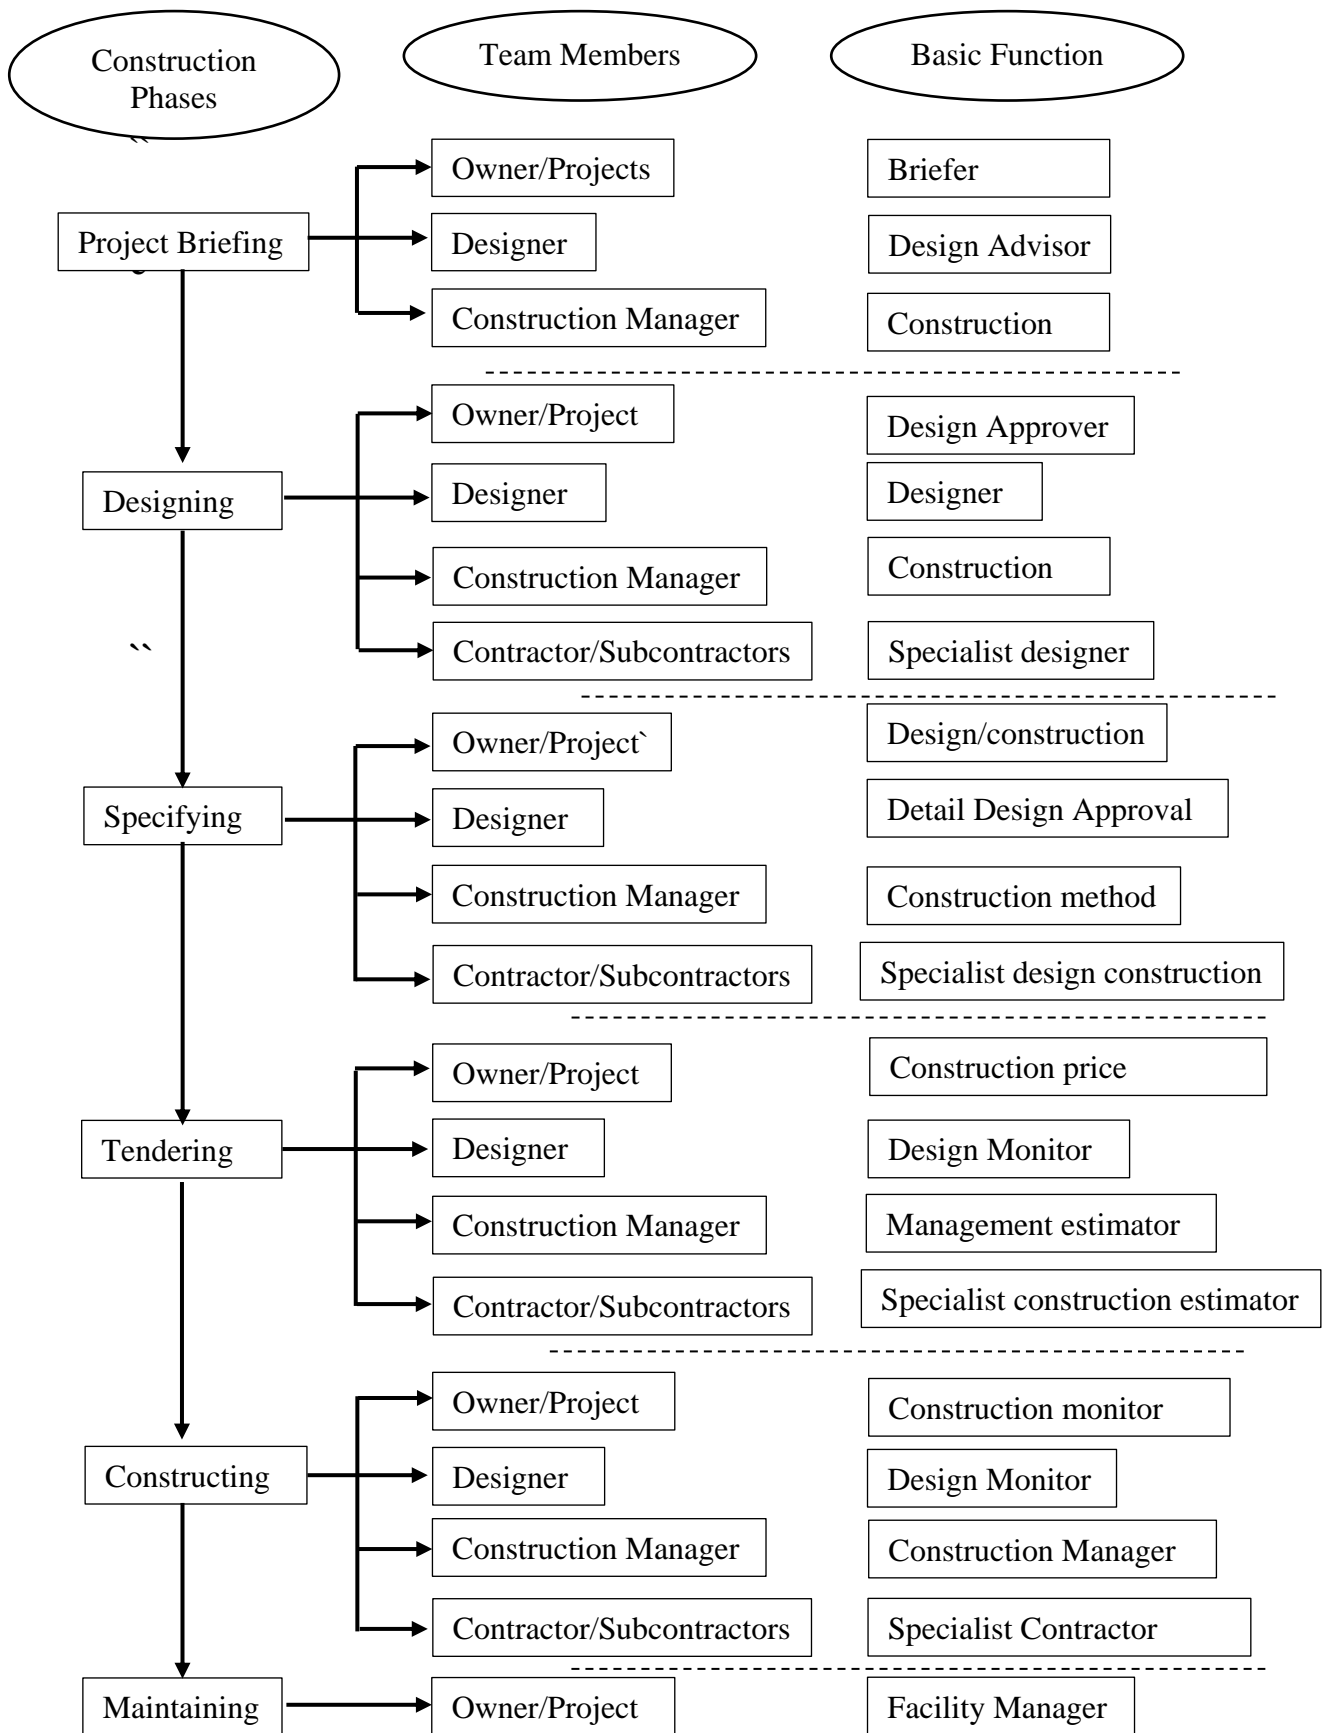 Construction
Phases
Team Members
Basic Function
``
Owner/Projects
Briefer
Project Briefing
Designer
Design Advisor
Construction Manager
Construction
Owner/Project
Design Approver
Designing
Designer
Designer
Construction Manager
Construction
``
Contractor/Subcontractors
Specialist designer
Owner/Project`
Design/construction
Specifying
Designer
Detail Design Approval
Construction Manager
Construction method
Contractor/Subcontractors
Specialist design construction
Owner/Project
Construction price
Tendering
Designer
Design Monitor
Construction Manager
Management estimator
Contractor/Subcontractors
Specialist construction estimator
Owner/Project
Construction monitor
Constructing
Designer
Design Monitor
Construction Manager
Construction Manager
Contractor/Subcontractors
Specialist Contractor
Maintaining
Owner/Project
Facility Manager